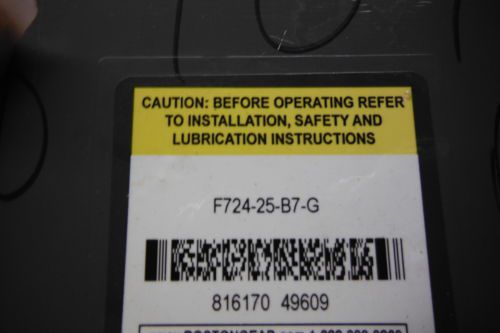 CAUTION: BEFORE OPERATING REFER
TO INSTALLATION, SAFETY AND
LUBRICATION INSTRUCTIONS
F724-25-B7-G
816170 49609